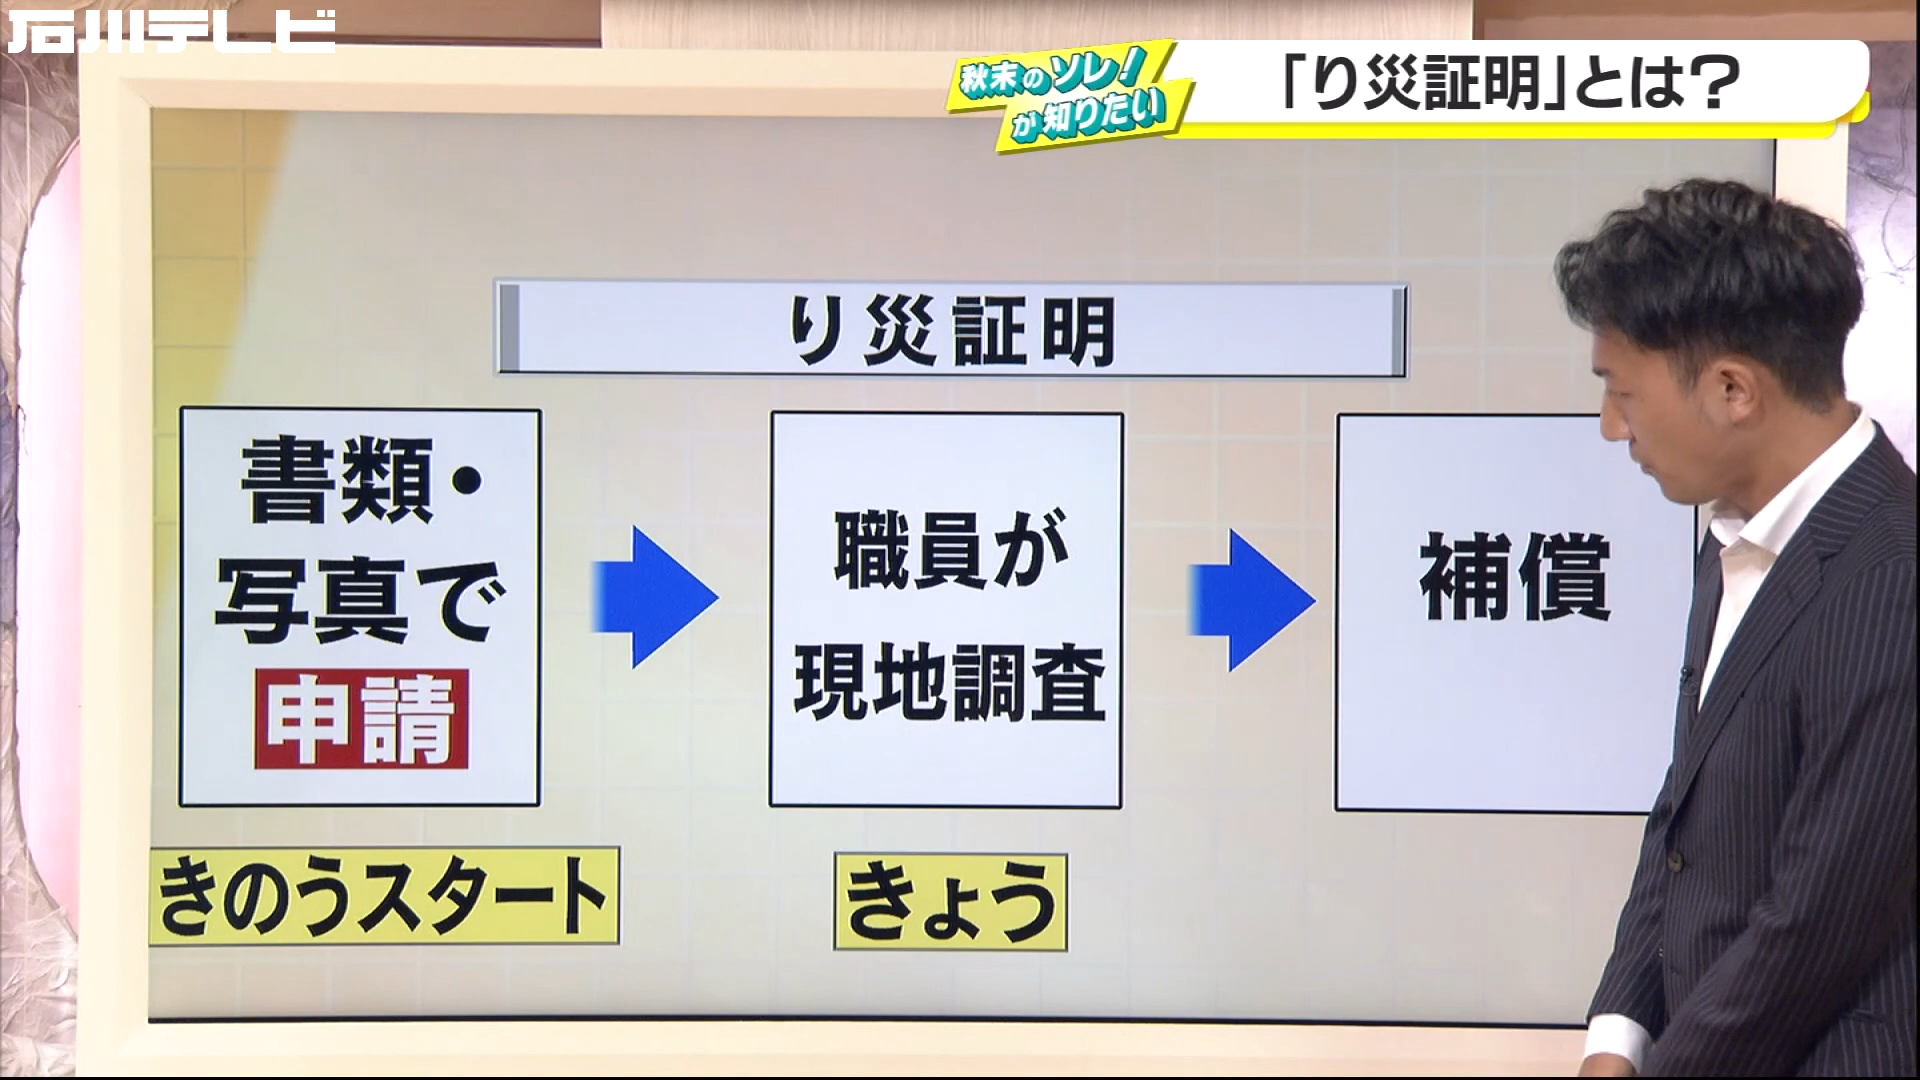 石川テレビ
秋末のソレ!
が知りたい
「り災証明」とは?
り災証明
書類・
写真で
申請
職員が
現地調査
補償
きのうスタート
きょう